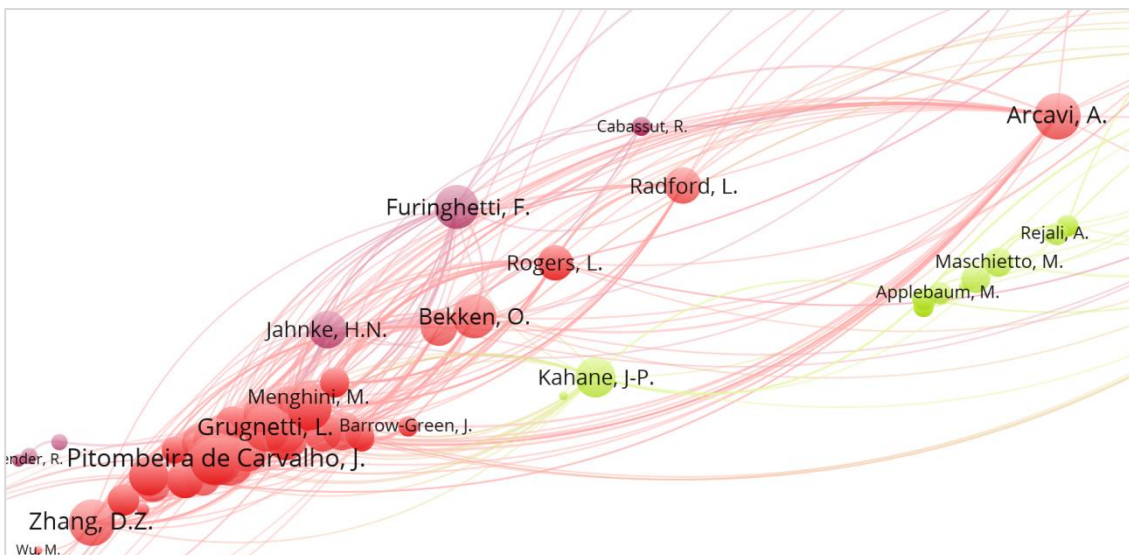 Arcavi, A.
Cabassut, R.
Radford, L.
Furinghetti, F.
Rejali, A.
Rogers, L.
Maschietto, M.
Applebaum, M.
Bekken, O.
Jahnke, H.N.
Kahane, J-P.
Menghini, M.
Grugnetti, L.
Barrow-Green, J.
ender, R.
Pitombeira de Carvalho, J.
Zhang, D.Z.
Wu, M.